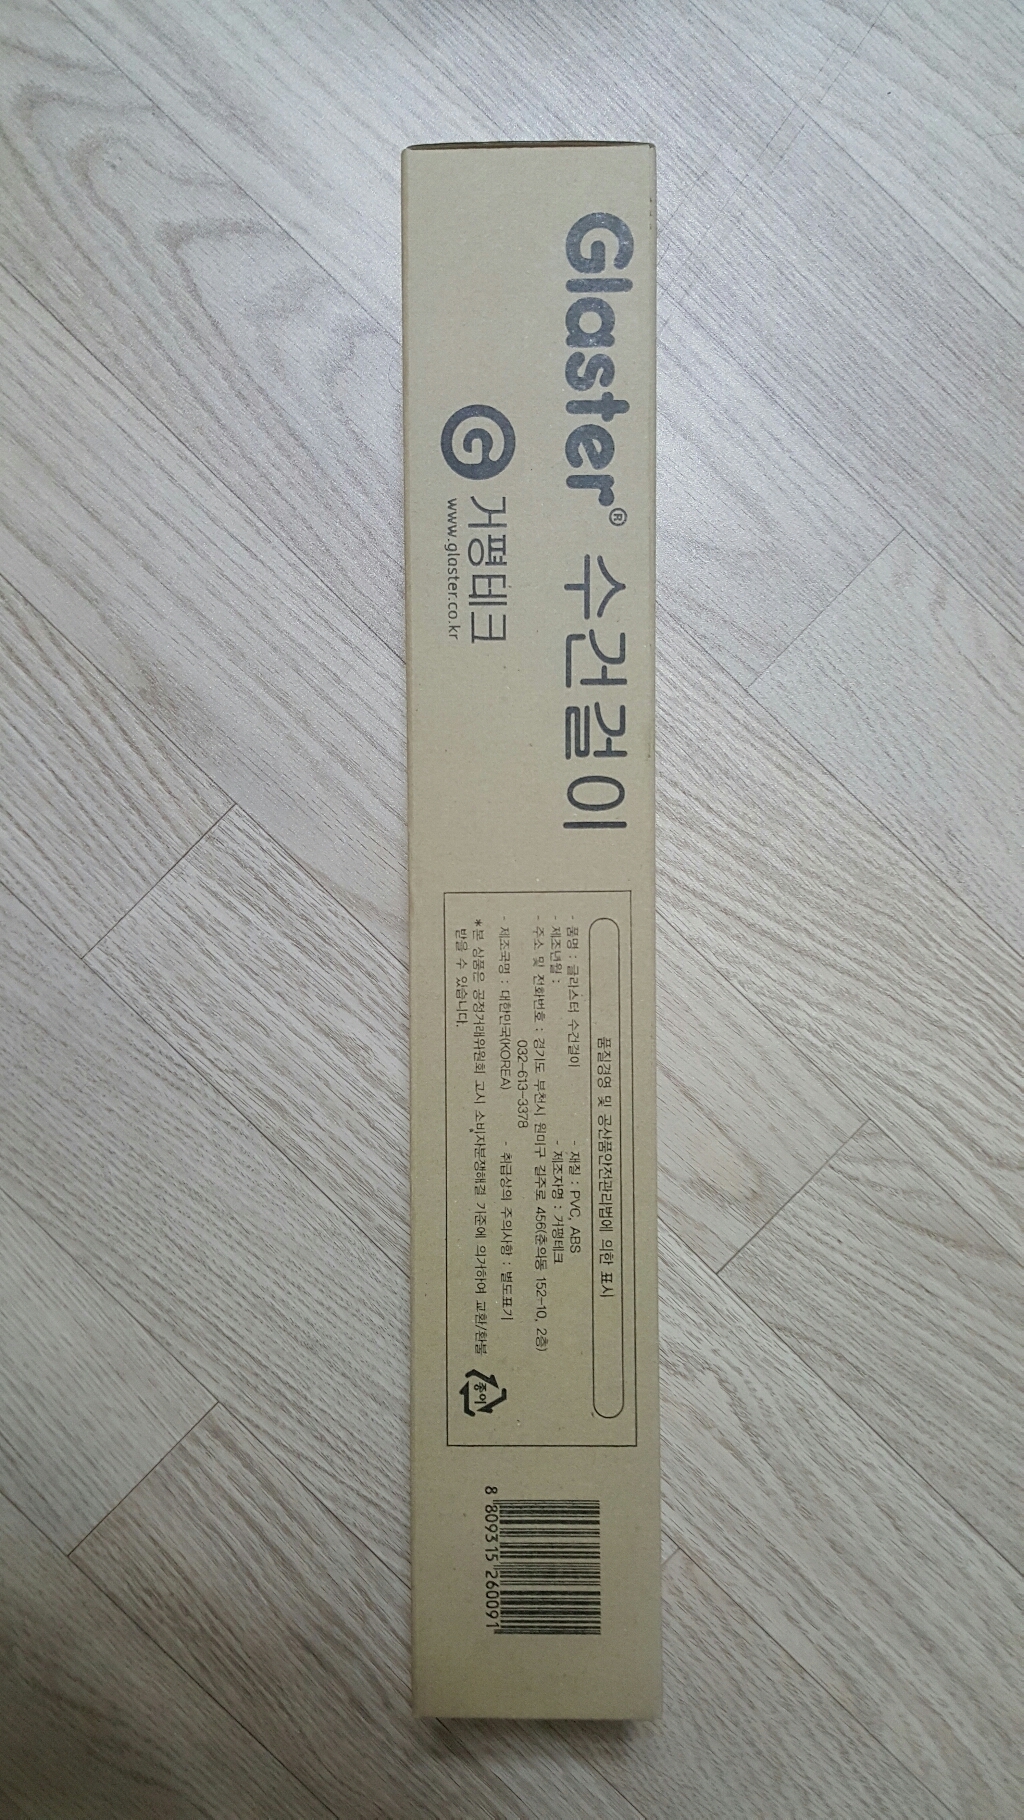 Glaster® 수건걸이
G 거평테크
www.glaster.co.kr
품질경영 및 공산품안전관리법에 의한 표시
- 품명 : 글라스터 수건걸이 - 재질 : PVC, ABS
- 제조년월 : - 제조자명 : 거평테크
- 주소 및 전화번호 : 경기도 부천시 원미구 길주로 456(춘의동 152-10, 2층)
032-613-3378
- 제조국명 : 대한민국(KOREA) - 취급상의 주의사항 : 별도표기
*본 상품은 공정거래위원회 고시 소비자분쟁해결 기준에 의거하여 교환/환불
받을 수 있습니다.
종이
8 809315 260091